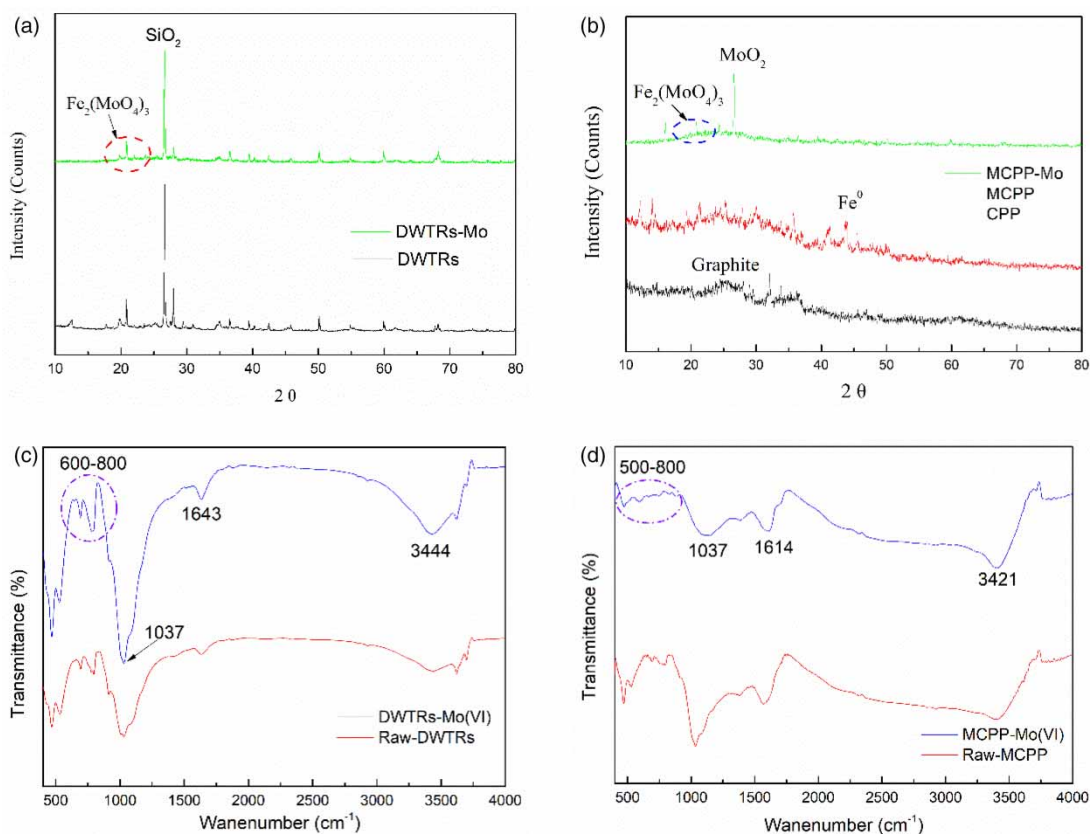 (a)
SiO₂
Fe₂(MoO₄)₃
Intensity (Counts)
DWTRs-Mo
DWTRs
10 20 30 40 50 60 70 80
2 θ
(b)
MoO₂
Fe₂(MoO₄)₃
Intensity (Counts)
MCPP-Mo
MCPP
CPP
Fe⁰
Graphite
10 20 30 40 50 60 70 80
2 θ
(c)
600-800
1643
3444
1037
Transmittance (%)
DWTRs-Mo(VI)
Raw-DWTRs
500 1000 1500 2000 2500 3000 3500 4000
Wanenumber (cm⁻¹)
(d)
500-800
1037
1614
3421
Transmittance (%)
MCPP-Mo(VI)
Raw-MCPP
500 1000 1500 2000 2500 3000 3500 4000
Wanenumber (cm⁻¹)